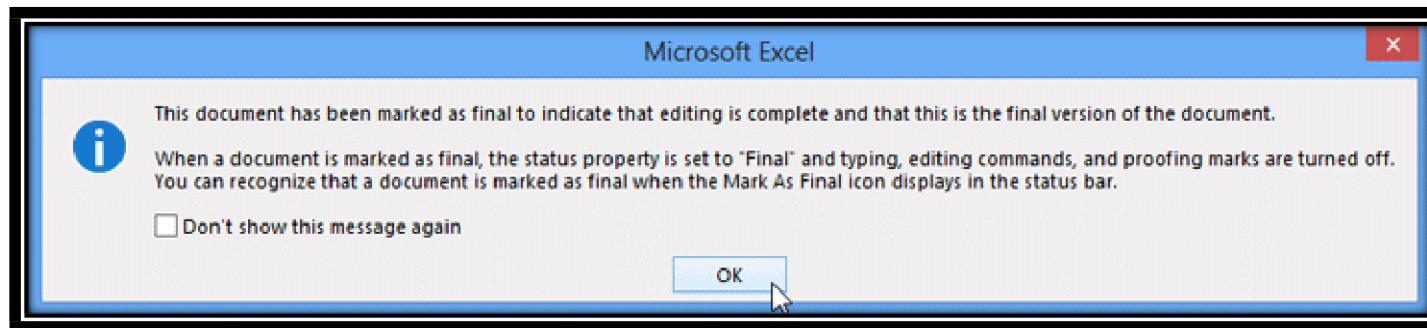 Microsoft Excel
This document has been marked as final to indicate that editing is complete and that this is the final version of the document.
When a document is marked as final, the status property is set to "Final" and typing, editing commands, and proofing marks are turned off.
You can recognize that a document is marked as final when the Mark As Final icon displays in the status bar.
Don't show this message again
OK